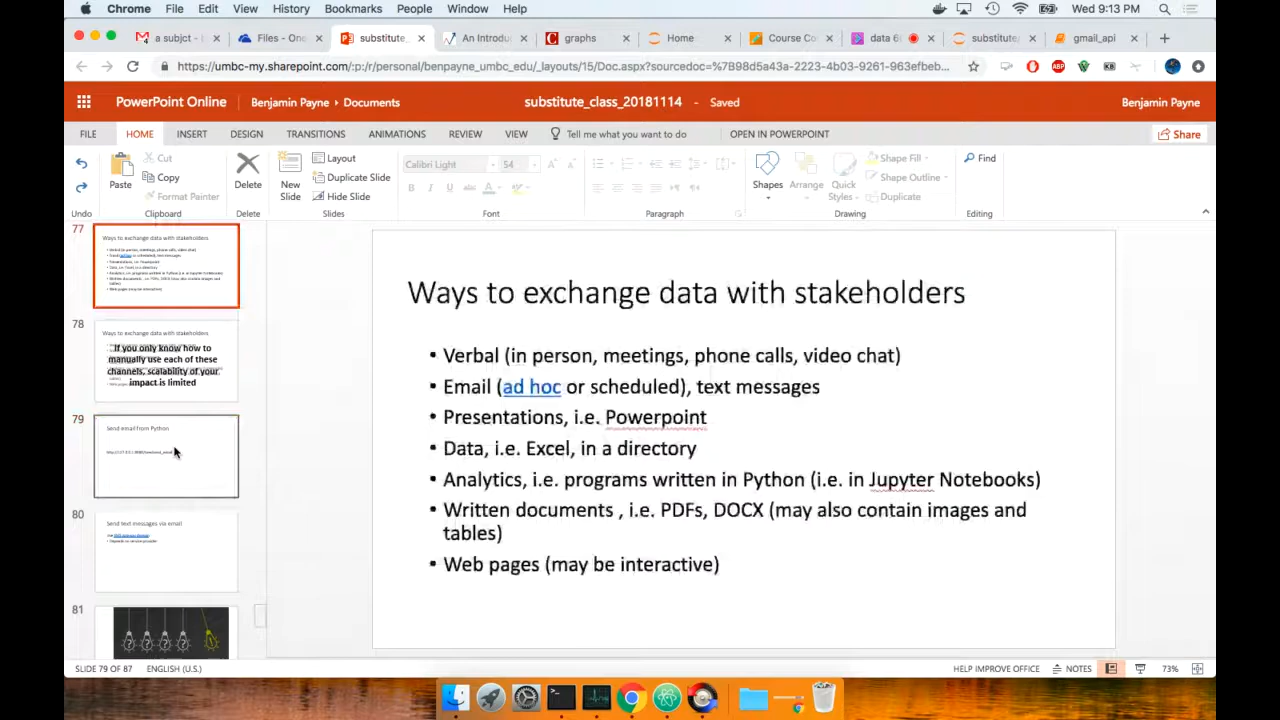 Chrome File Edit View History Bookmarks People Window Help Wed 9:13 PM
a subjct - Files - One substitute_ An Introdu graphs Home Course Co data 6 substitute gmail_api
https://umbc-my.sharepoint.com/:p:/r/personal/benpayne_umbc_edu/_layouts/15/Doc.aspx?sourcedoc=%7B98d5a43a-2223-4b03-9261-963efbeb...
PowerPoint Online Benjamin Payne Documents substitute_class_20181114 - Saved Benjamin Payne
FILE HOME INSERT DESIGN TRANSITIONS ANIMATIONS REVIEW VIEW Tell me what you want to do OPEN IN POWERPOINT Share
Cut Layout Calibri Light 54 Shape Fill Find
Copy Duplicate Slide Shape Outline
Paste Format Painter Delete New Slide Hide Slide Shapes Arrange Quick Styles Duplicate
Undo Clipboard Delete Slides Font Paragraph Drawing Editing
77
Ways to exchange data with stakeholders
78
Ways to exchange data with stakeholders
If you only know how to
manually use each of these
channels, scalability of your
impact is limited
79
Send email from Python
80
Send text messages via email
Depends on service provider
81
Ways to exchange data with stakeholders
• Verbal (in person, meetings, phone calls, video chat)
• Email (ad hoc or scheduled), text messages
• Presentations, i.e. Powerpoint
• Data, i.e. Excel, in a directory
• Analytics, i.e. programs written in Python (i.e. in Jupyter Notebooks)
• Written documents , i.e. PDFs, DOCX (may also contain images and
tables)
• Web pages (may be interactive)
SLIDE 79 OF 87 ENGLISH (U.S.) HELP IMPROVE OFFICE NOTES 73%